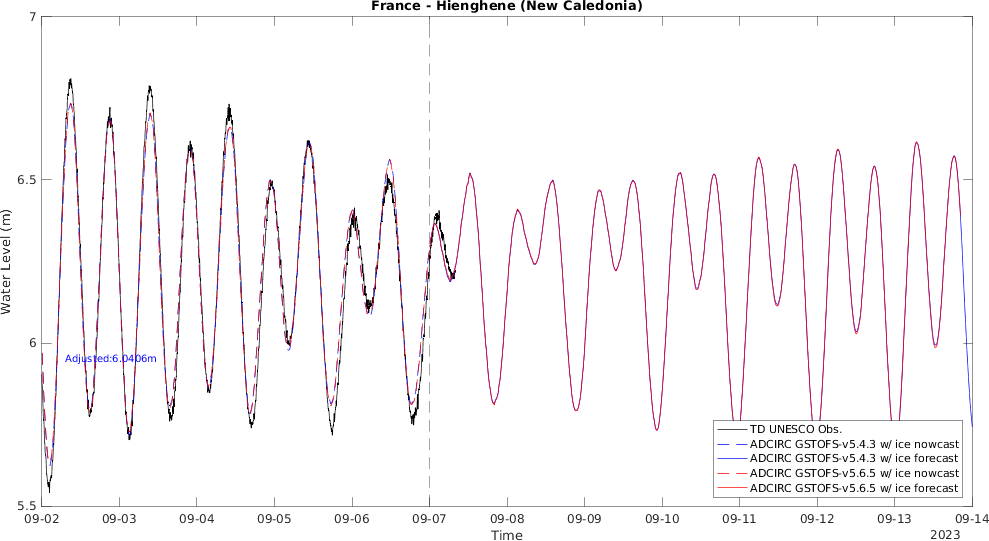 France - Hienghene (New Caledonia)
7
6.5
6
5.5
Water Level (m)
Adjusted:6.0406m
TD UNESCO Obs.
ADCIRC GSTOFS-v5.4.3 w/ ice nowcast
ADCIRC GSTOFS-v5.4.3 w/ ice forecast
ADCIRC GSTOFS-v5.6.5 w/ ice nowcast
ADCIRC GSTOFS-v5.6.5 w/ ice forecast
09-02 09-03 09-04 09-05 09-06 09-07 09-08 09-09 09-10 09-11 09-12 09-13 09-14
Time
2023